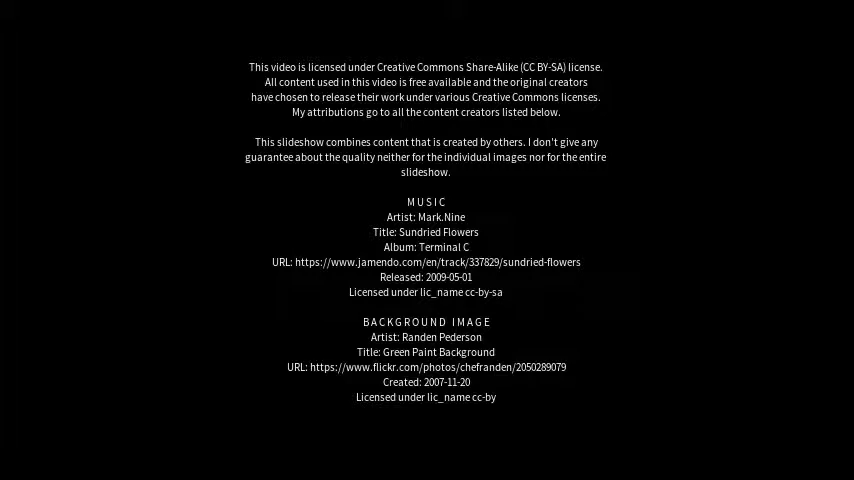 This video is licensed under Creative Commons Share-Alike (CC BY-SA) license.
All content used in this video is free available and the original creators
have chosen to release their work under various Creative Commons licenses.
My attributions go to all the content creators listed below.
This slideshow combines content that is created by others. I don't give any
guarantee about the quality neither for the individual images nor for the entire
slideshow.
MUSIC
Artist: Mark.Nine
Title: Sundried Flowers
Album: Terminal C
URL: https://www.jamendo.com/en/track/337829/sundried-flowers
Released: 2009-05-01
Licensed under lic_name cc-by-sa
BACKGROUND IMAGE
Artist: Randen Pederson
Title: Green Paint Background
URL: https://www.flickr.com/photos/chefranden/2050289079
Created: 2007-11-20
Licensed under lic_name cc-by